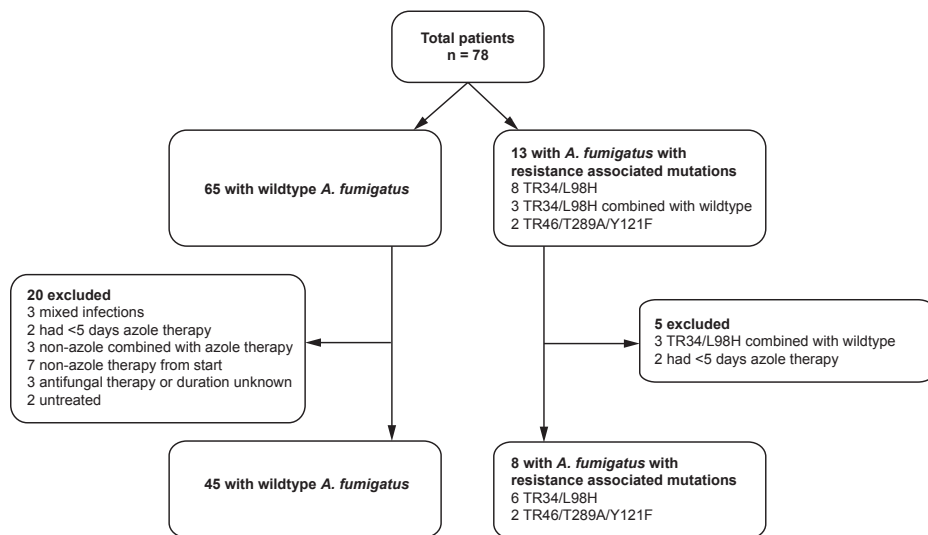 Total patients
n = 78
65 with wildtype A. fumigatus
13 with A. fumigatus with
resistance associated mutations
8 TR34/L98H
3 TR34/L98H combined with wildtype
2 TR46/T289A/Y121F
20 excluded
3 mixed infections
2 had <5 days azole therapy
3 non-azole combined with azole therapy
7 non-azole therapy from start
3 antifungal therapy or duration unknown
2 untreated
5 excluded
3 TR34/L98H combined with wildtype
2 had <5 days azole therapy
45 with wildtype A. fumigatus
8 with A. fumigatus with
resistance associated mutations
6 TR34/L98H
2 TR46/T289A/Y121F